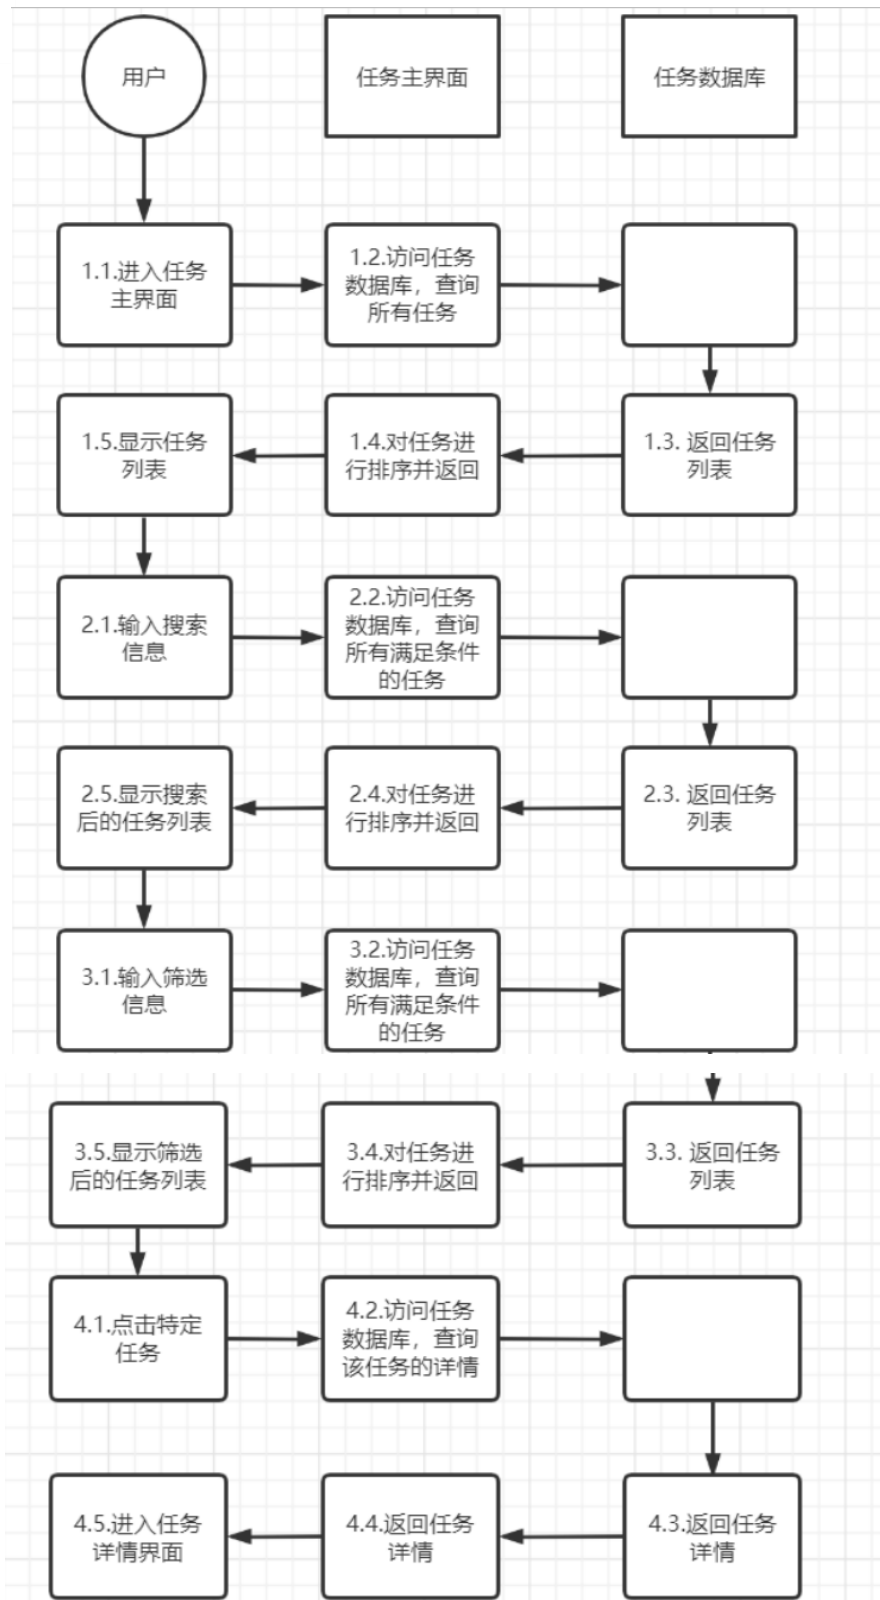 用户
任务主界面
任务数据库
1.1.进入任务
主界面
1.2.访问任务
数据库，查询
所有任务
1.5.显示任务
列表
1.4.对任务进
行排序并返回
1.3. 返回任务
列表
2.1.输入搜索
信息
2.2.访问任务
数据库，查询
所有满足条件
的任务
2.5.显示搜索
后的任务列表
2.4.对任务进
行排序并返回
2.3. 返回任务
列表
3.1.输入筛选
信息
3.2.访问任务
数据库，查询
所有满足条件
的任务
3.5.显示筛选
后的任务列表
3.4.对任务进
行排序并返回
3.3. 返回任务
列表
4.1.点击特定
任务
4.2.访问任务
数据库，查询
该任务的详情
4.5.进入任务
详情界面
4.4.返回任务
详情
4.3.返回任务
详情